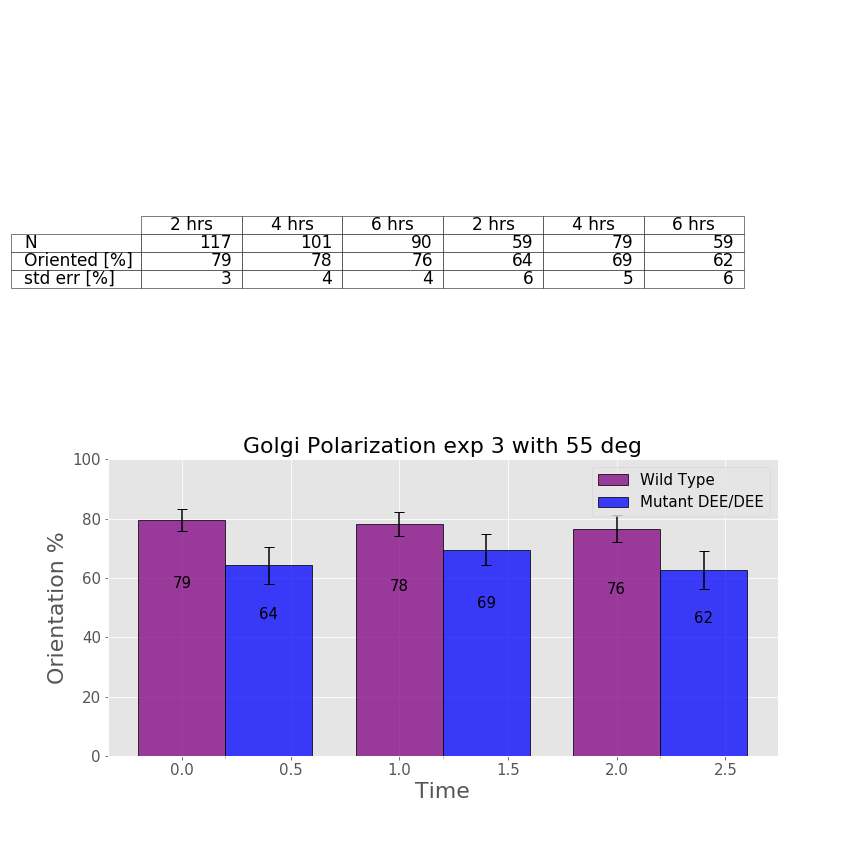 2 hrs 4 hrs 6 hrs 2 hrs 4 hrs 6 hrs
N 117 101 90 59 79 59
Oriented [%] 79 78 76 64 69 62
std err [%] 3 4 4 6 5 6
Golgi Polarization exp 3 with 55 deg
100
80
60
40
20
0
Orientation %
Wild Type
Mutant DEE/DEE
79
64
78
69
76
62
0.0 0.5 1.0 1.5 2.0 2.5
Time